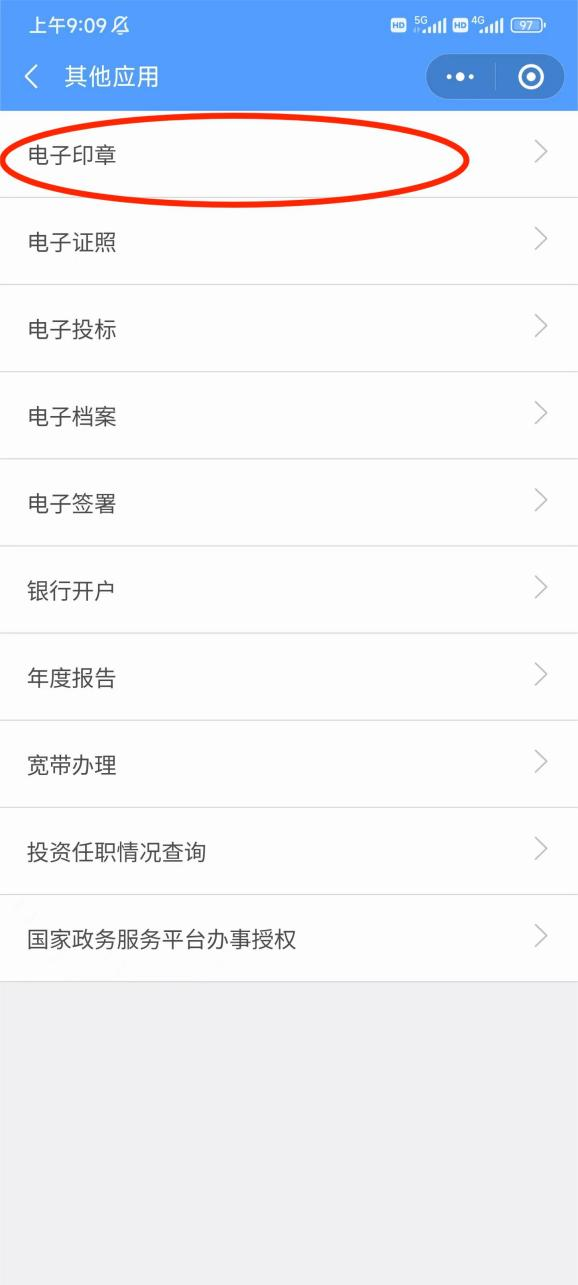 上午9:09
HD 5G HD 4G 97
其他应用
电子印章
电子证照
电子投标
电子档案
电子签署
银行开户
年度报告
宽带办理
投资任职情况查询
国家政务服务平台办事授权